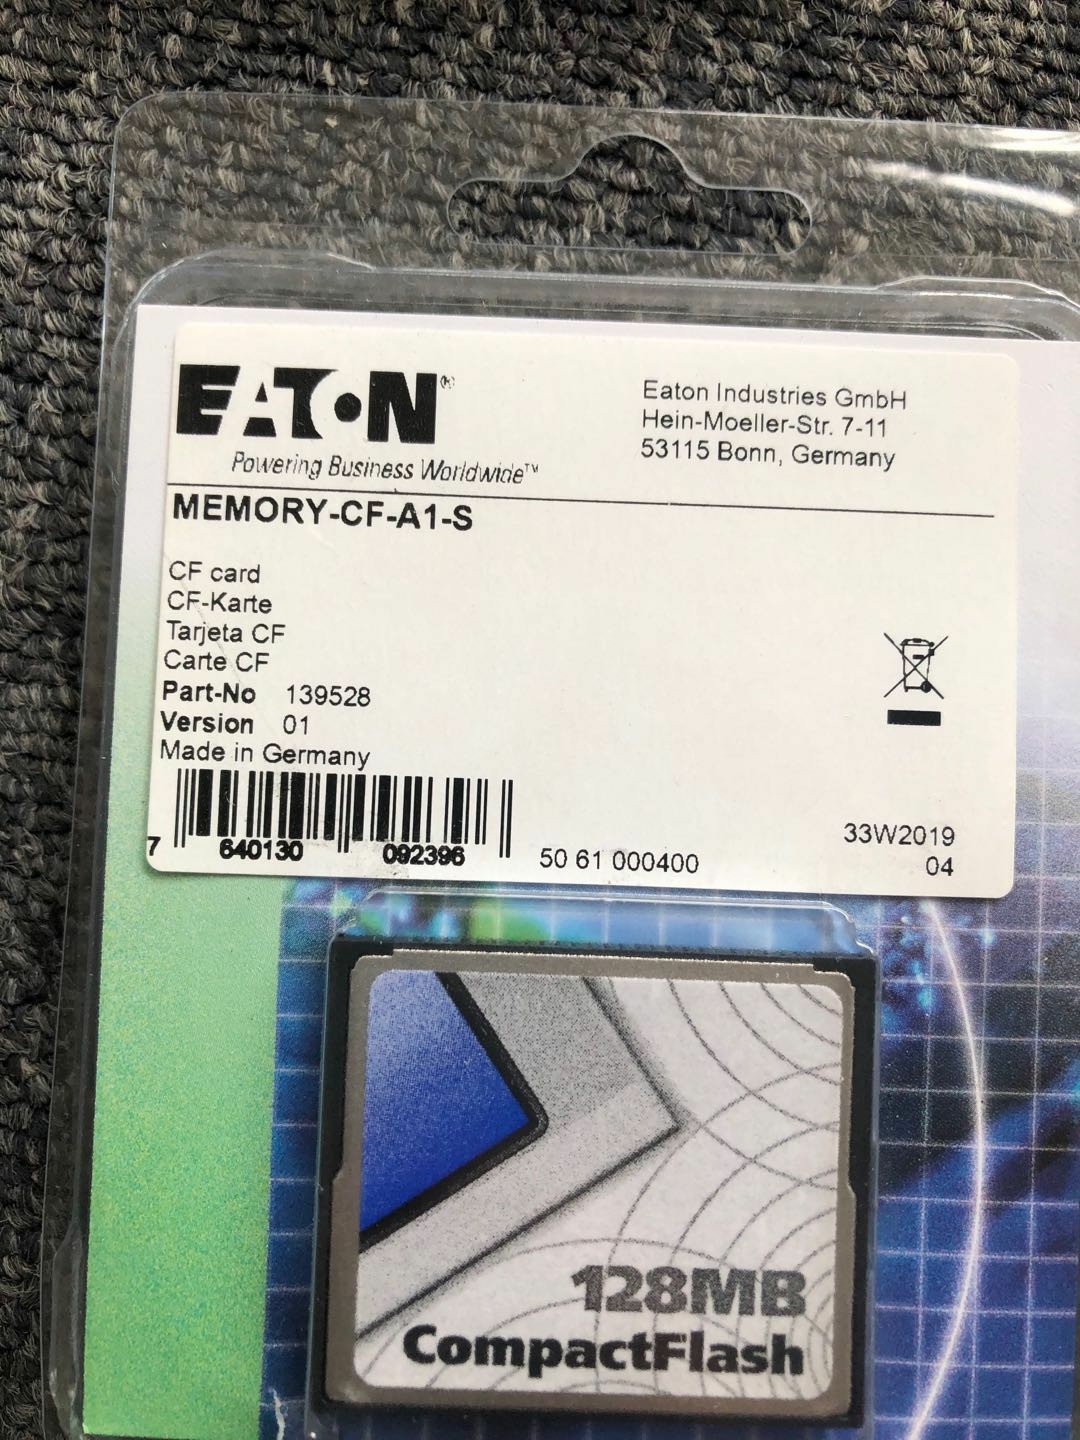 EATON®
Powering Business Worldwide™
Eaton Industries GmbH
Hein-Moeller-Str. 7-11
53115 Bonn, Germany
MEMORY-CF-A1-S
CF card
CF-Karte
Tarjeta CF
Carte CF
Part-No 139528
Version 01
Made in Germany
7 640130 092396
50 61 000400
33W2019
04
128MB
CompactFlash